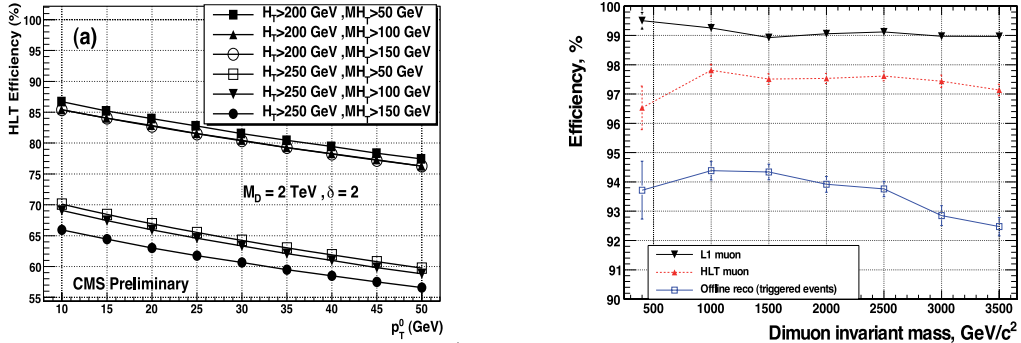 HLT Efficiency (%)
100
95
90
85
80
75
70
65
60
55
(a)
H_T>200 GeV ,MH_T>50 GeV
H_T>200 GeV ,MH_T>100 GeV
H_T>200 GeV ,MH_T>150 GeV
H_T>250 GeV ,MH_T>50 GeV
H_T>250 GeV ,MH_T>100 GeV
H_T>250 GeV ,MH_T>150 GeV
M_D = 2 TeV , δ = 2
CMS Preliminary
10 15 20 25 30 35 40 45 50
p_T^0 (GeV)
Efficiency, %
100
99
98
97
96
95
94
93
92
91
90
L1 muon
HLT muon
Offline reco (triggered events)
500 1000 1500 2000 2500 3000 3500
Dimuon invariant mass, GeV/c²